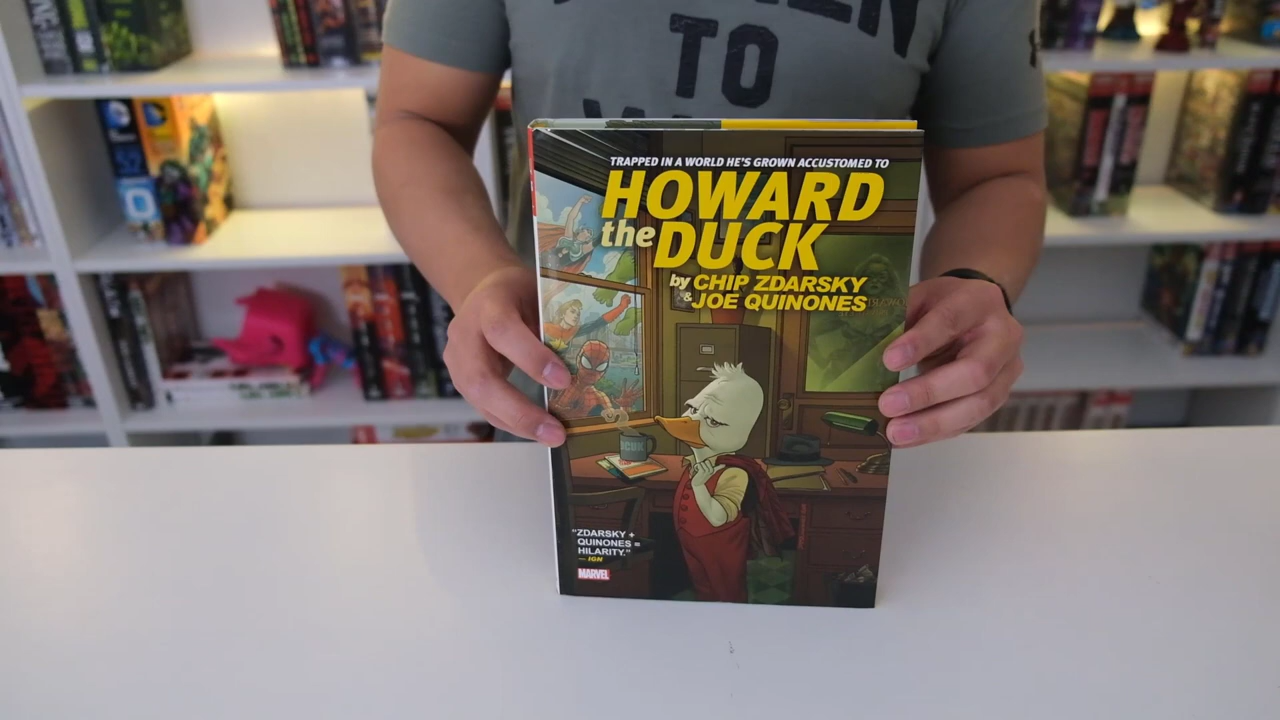 TO
TRAPPED IN A WORLD HE'S GROWN ACCUSTOMED TO
HOWARD
the DUCK
by CHIP ZDARSKY
& JOE QUINONES
"ZDARSKY +
QUINONES =
HILARITY."
— IGN
MARVEL